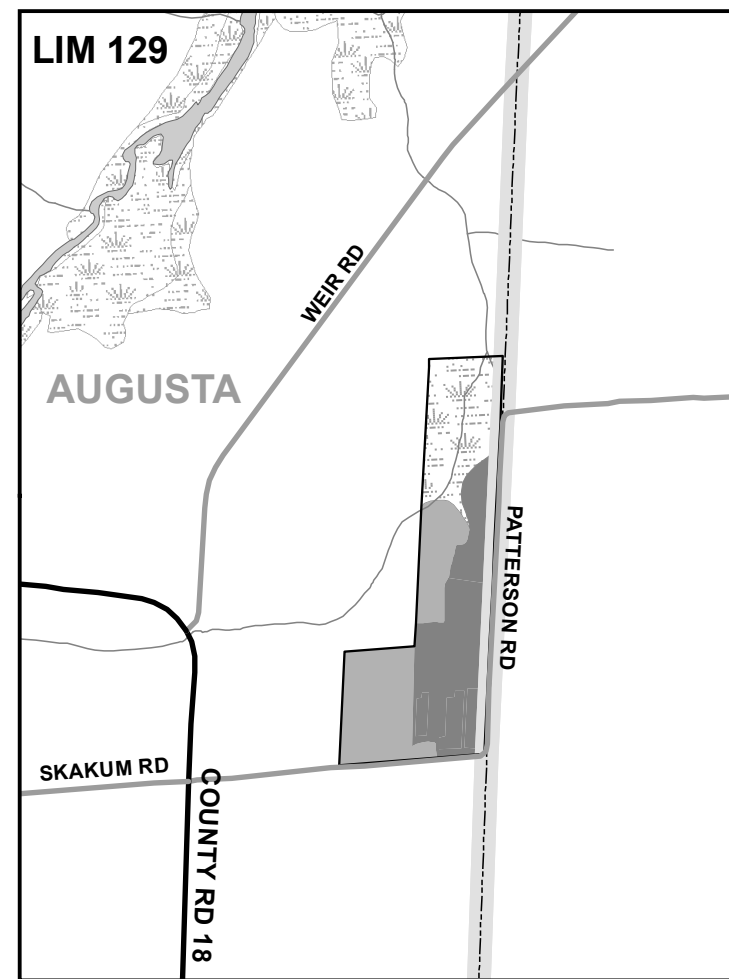 LIM 129
WEIR RD
AUGUSTA
PATTERSON RD
SKAKUM RD
COUNTY RD 18